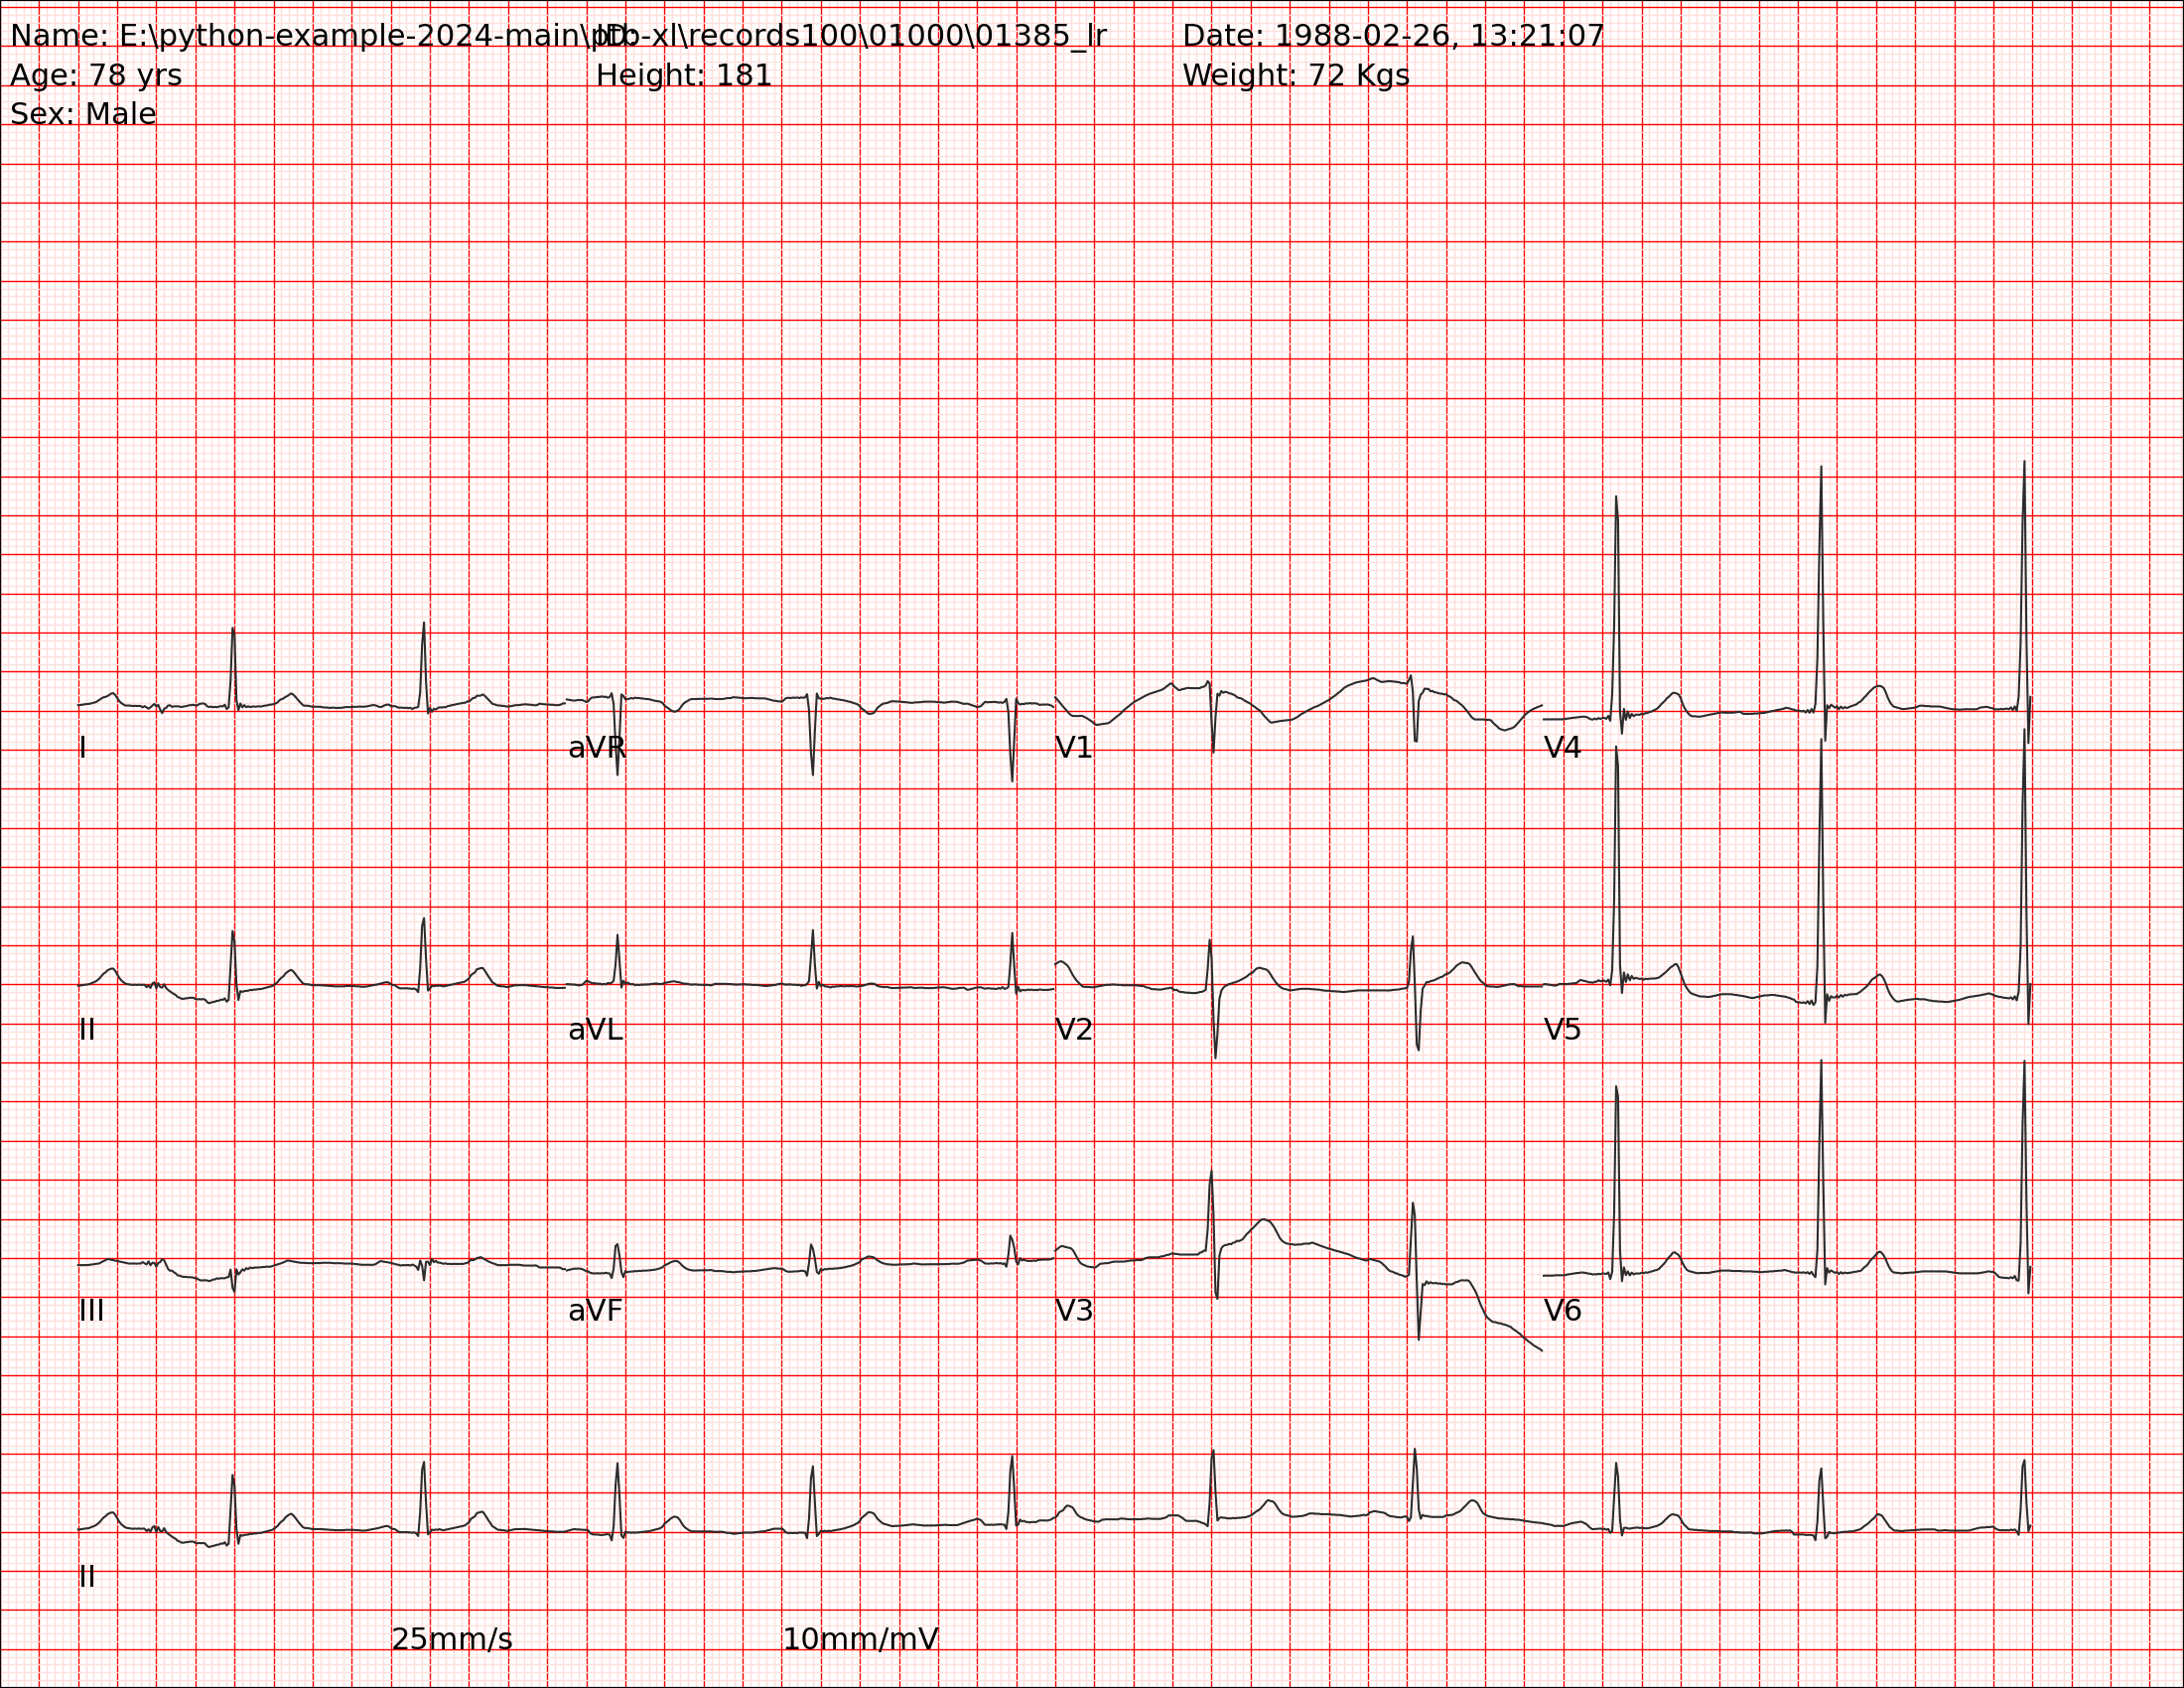 Name: E:\python-example-2024-main\ptb-xl\records100\01000\01385_lr ID: Date: 1988-02-26, 13:21:07
Age: 78 yrs Height: 181 Weight: 72 Kgs
Sex: Male
I aVR V1 V4
II aVL V2 V5
III aVF V3 V6
II
25mm/s 10mm/mV